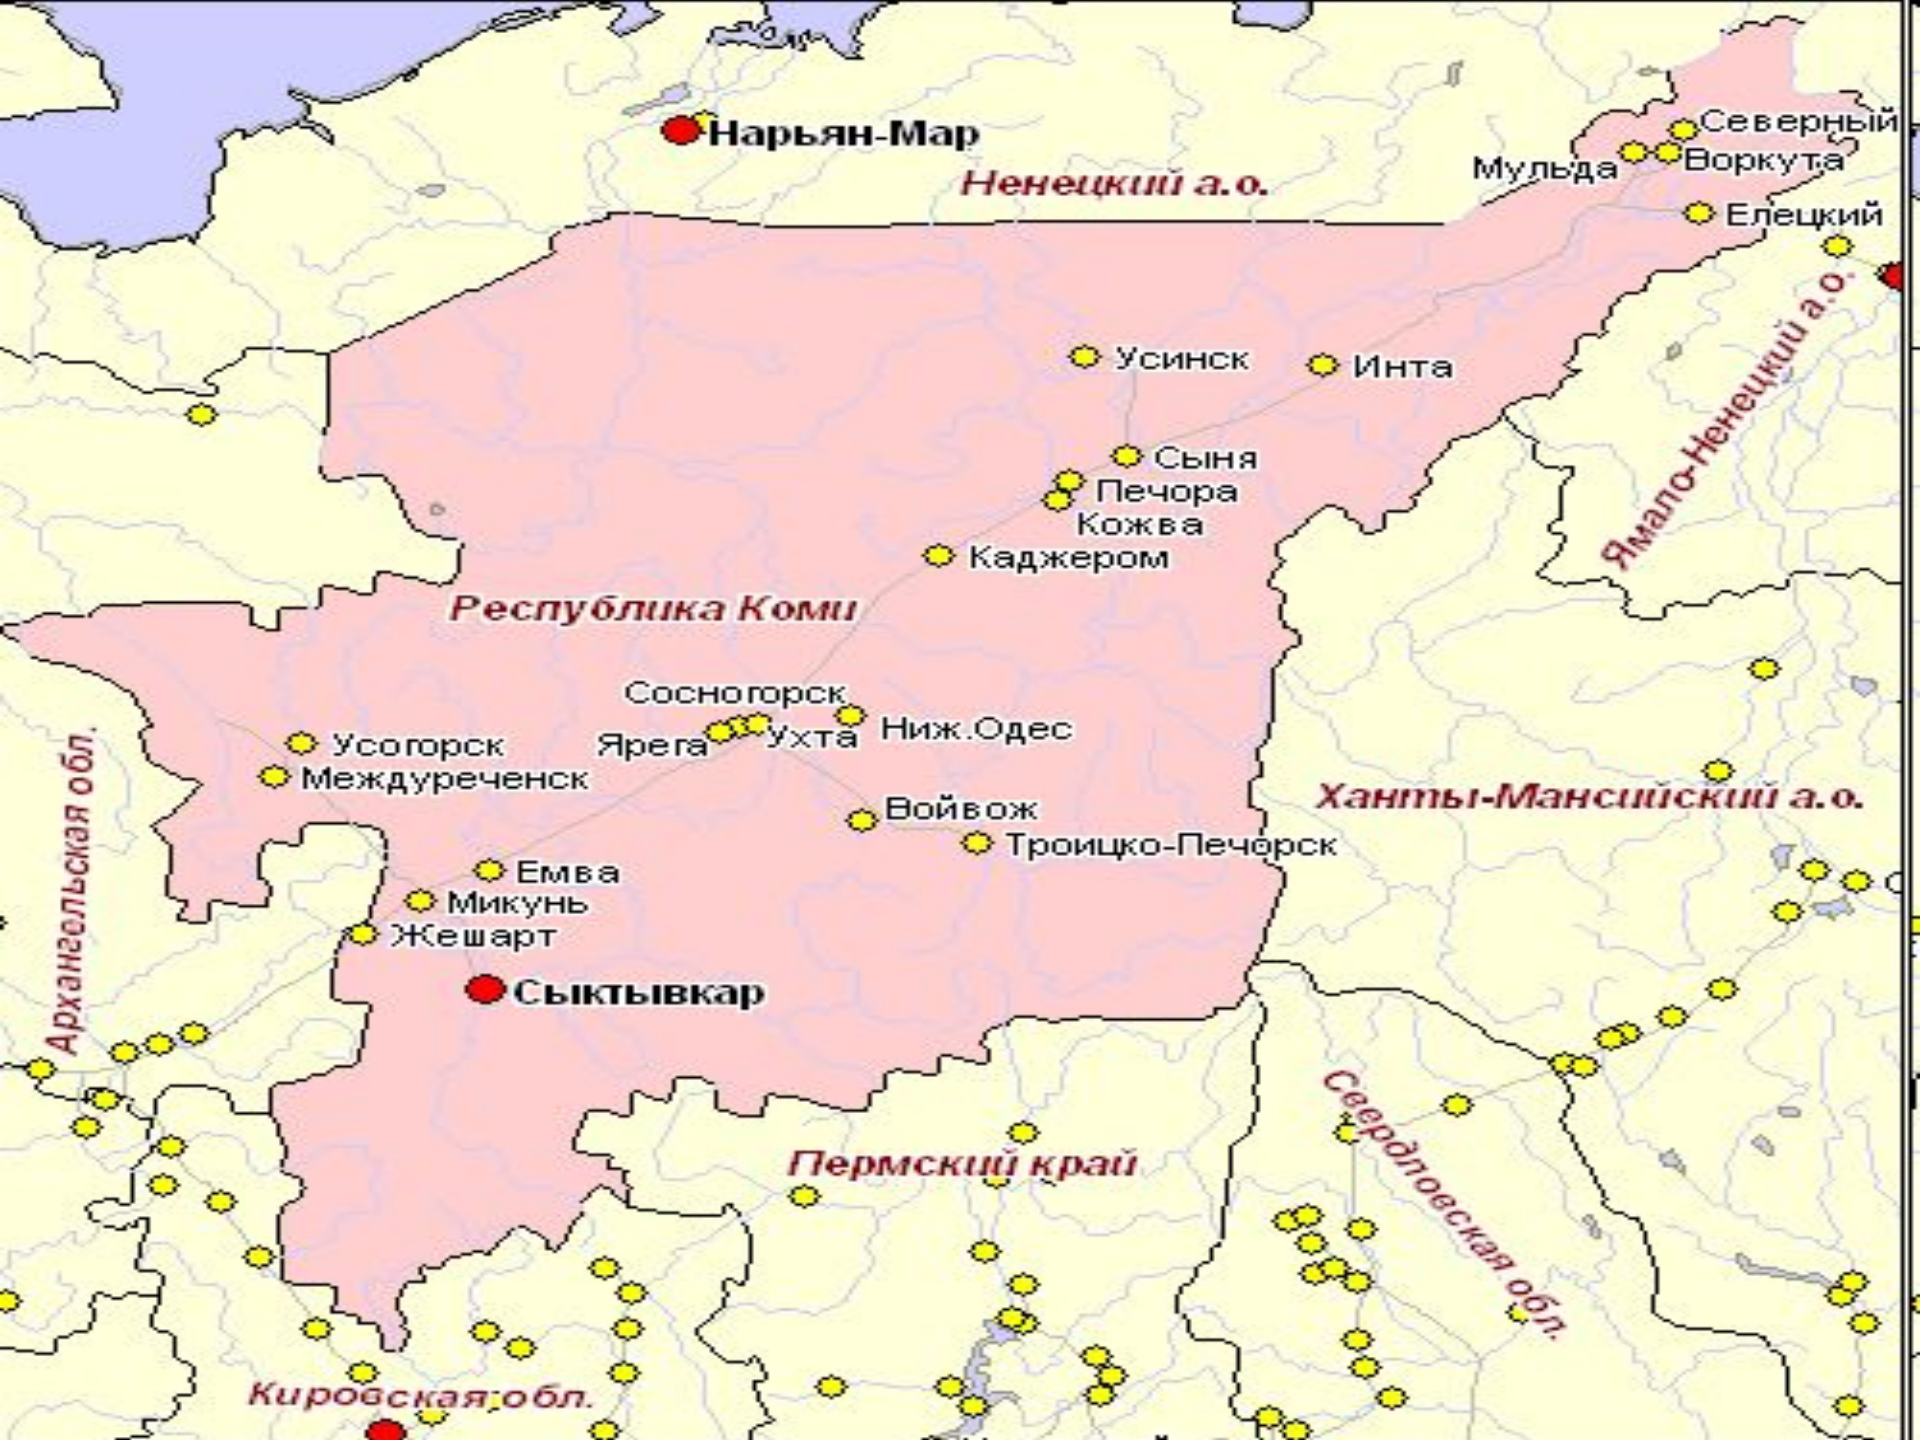 Северный
Нарьян-Мар
Мульда
Воркута
Ненецкий а.о.
Елецкий
Усинск
Инта
Ямало-Ненецкий а.о.
Сыня
Печора
Кожва
Каджером
Республика Коми
Сосногорск
Ниж.Одес
Ухта
Ярега
Усогорск
Междуреченск
Ханты-Мансийский а.о.
Войвож
Троицко-Печорск
Архангельская обл.
Емва
Микунь
Жешарт
Сыктывкар
Свердловская обл.
Пермский край
Кировская обл.